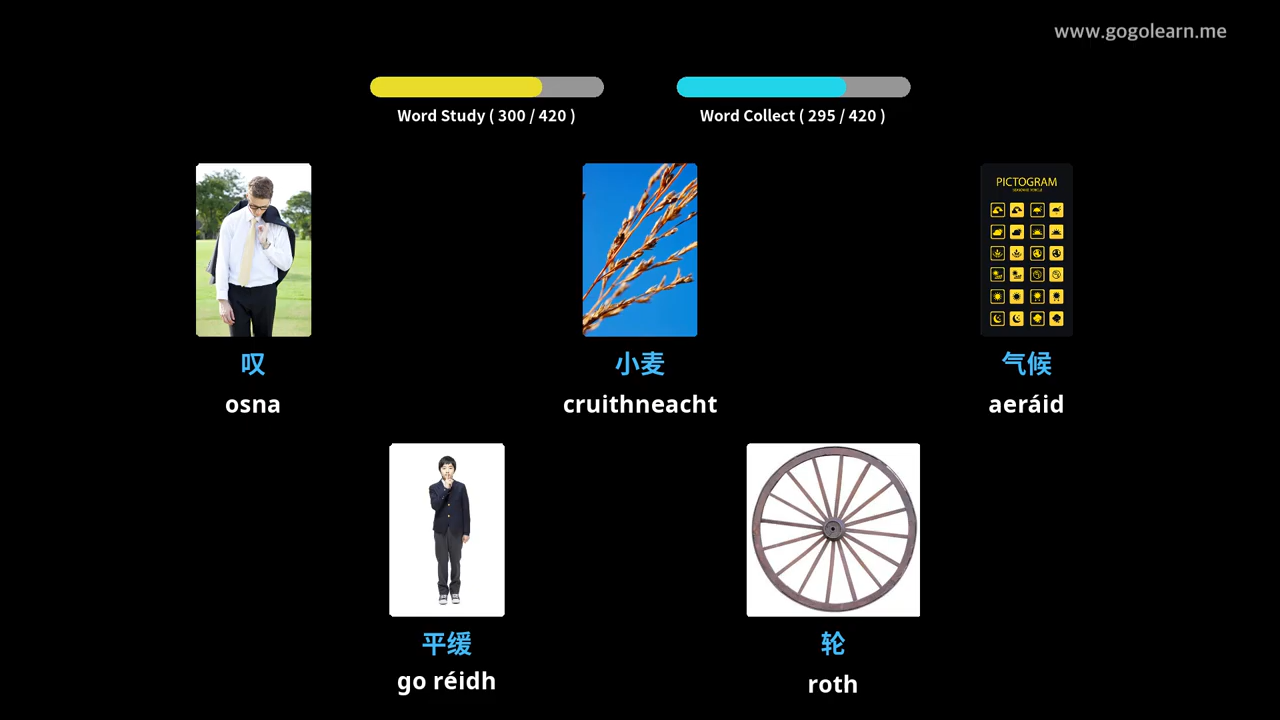 www.gogolearn.me
Word Study ( 300 / 420 )
Word Collect ( 295 / 420 )
PICTOGRAM
叹
小麦
气候
osna
cruithneacht
aeráid
平缓
轮
go réidh
roth